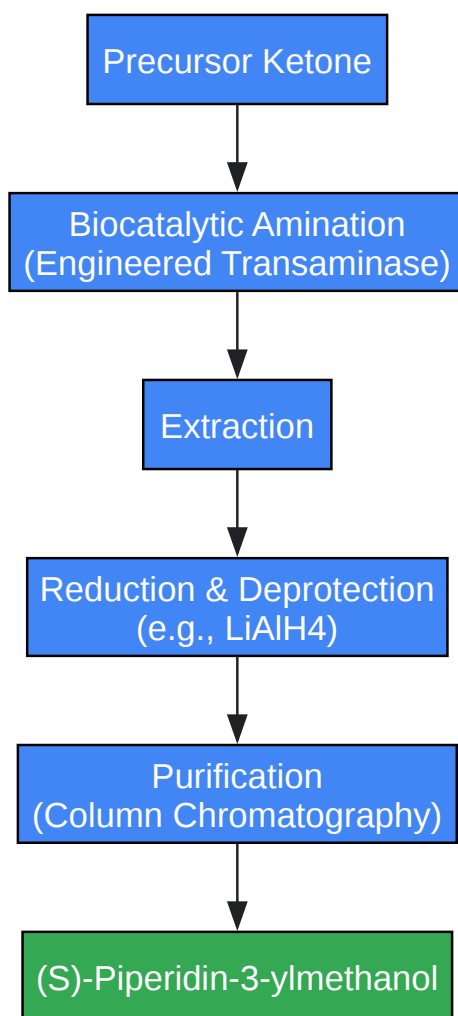 Precursor Ketone
Biocatalytic Amination
(Engineered Transaminase)
Extraction
Reduction & Deprotection
(e.g., LiAlH4)
Purification
(Column Chromatography)
(S)-Piperidin-3-ylmethanol